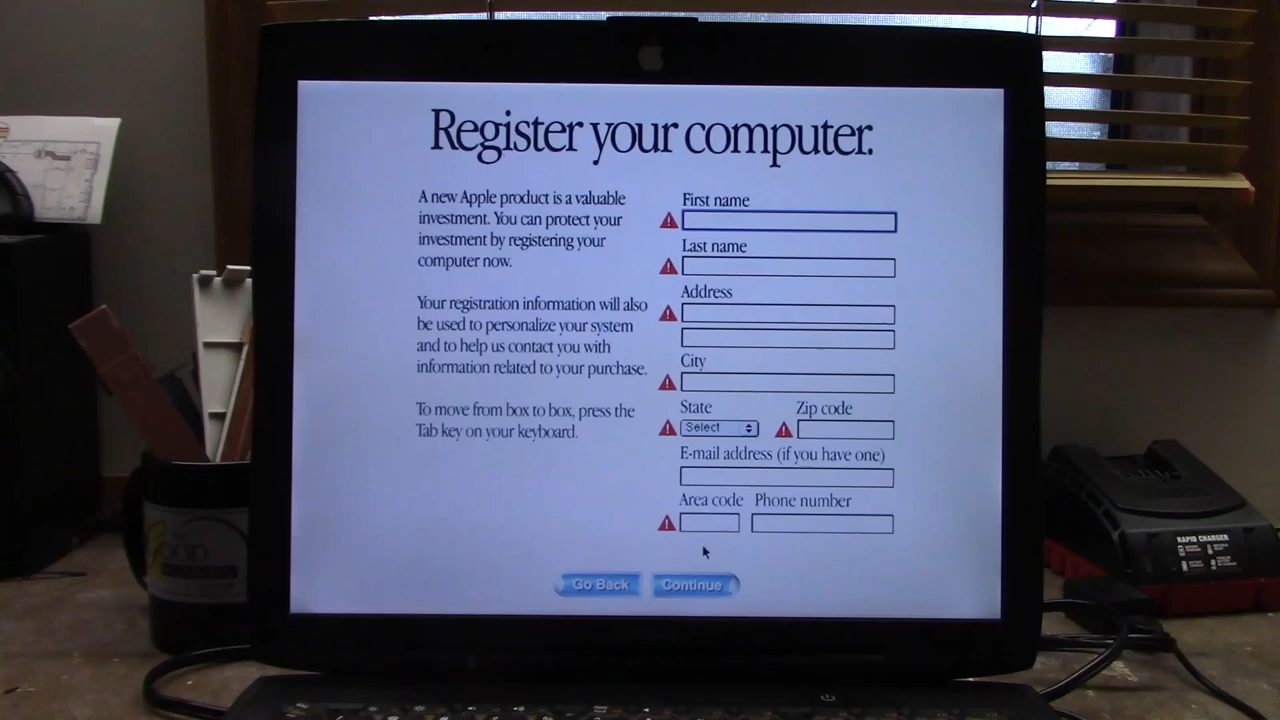 Register your computer.
A new Apple product is a valuable
investment. You can protect your
investment by registering your
computer now.
Your registration information will also
be used to personalize your system
and to help us contact you with
information related to your purchase.
To move from box to box, press the
Tab key on your keyboard.
First name
Last name
Address
City
State
Zip code
Select
E-mail address (if you have one)
Area code
Phone number
Go Back
Continue
RAPID CHARGER